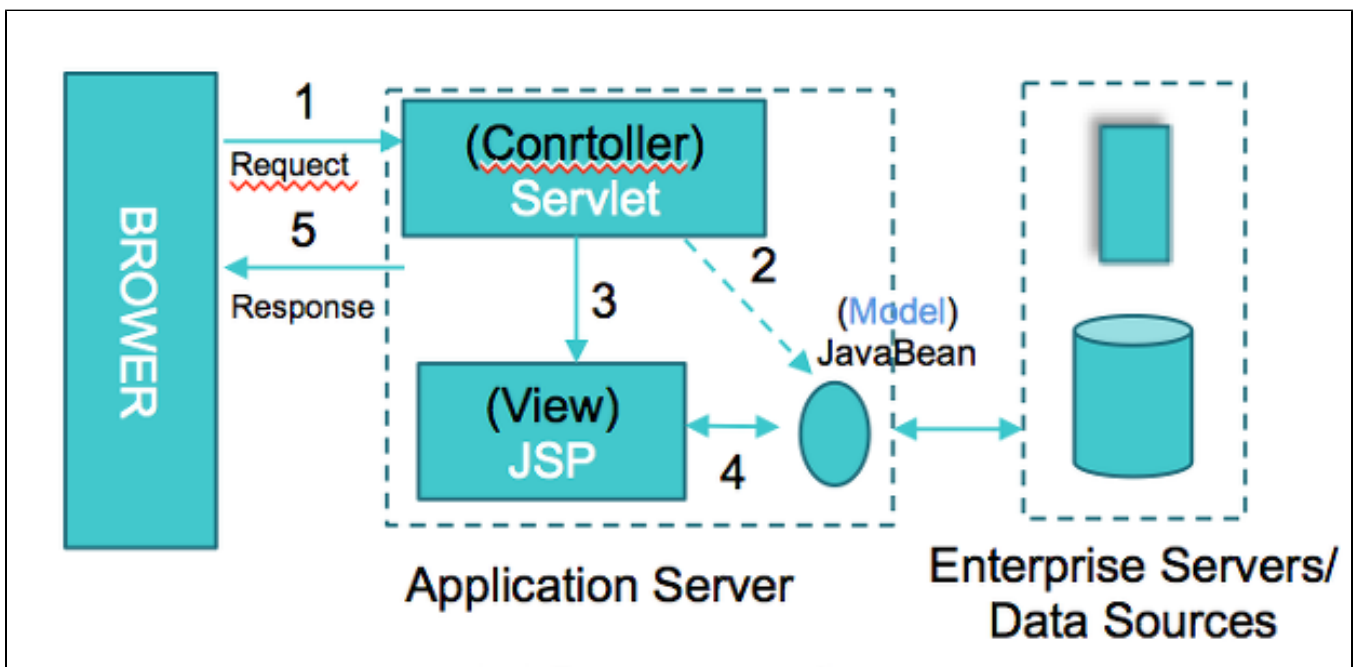 BROWER
1
Requect
5
Response
(Conrtoller)
Servlet
2
3
(Model)
JavaBean
(View)
JSP
4
Application Server
Enterprise Servers/
Data Sources